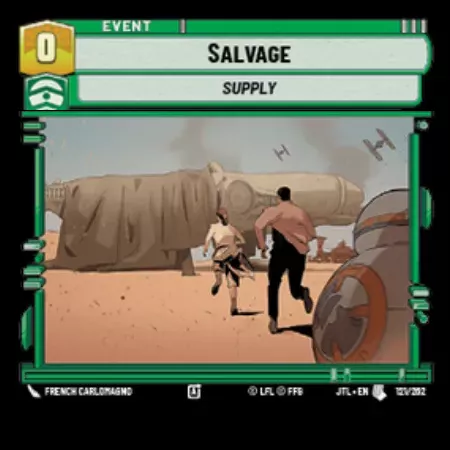 EVENT
0
SALVAGE
SUPPLY
FRENCH CARLOMAGNO
© LFL ℗ FFG
JTL • EN
121/262